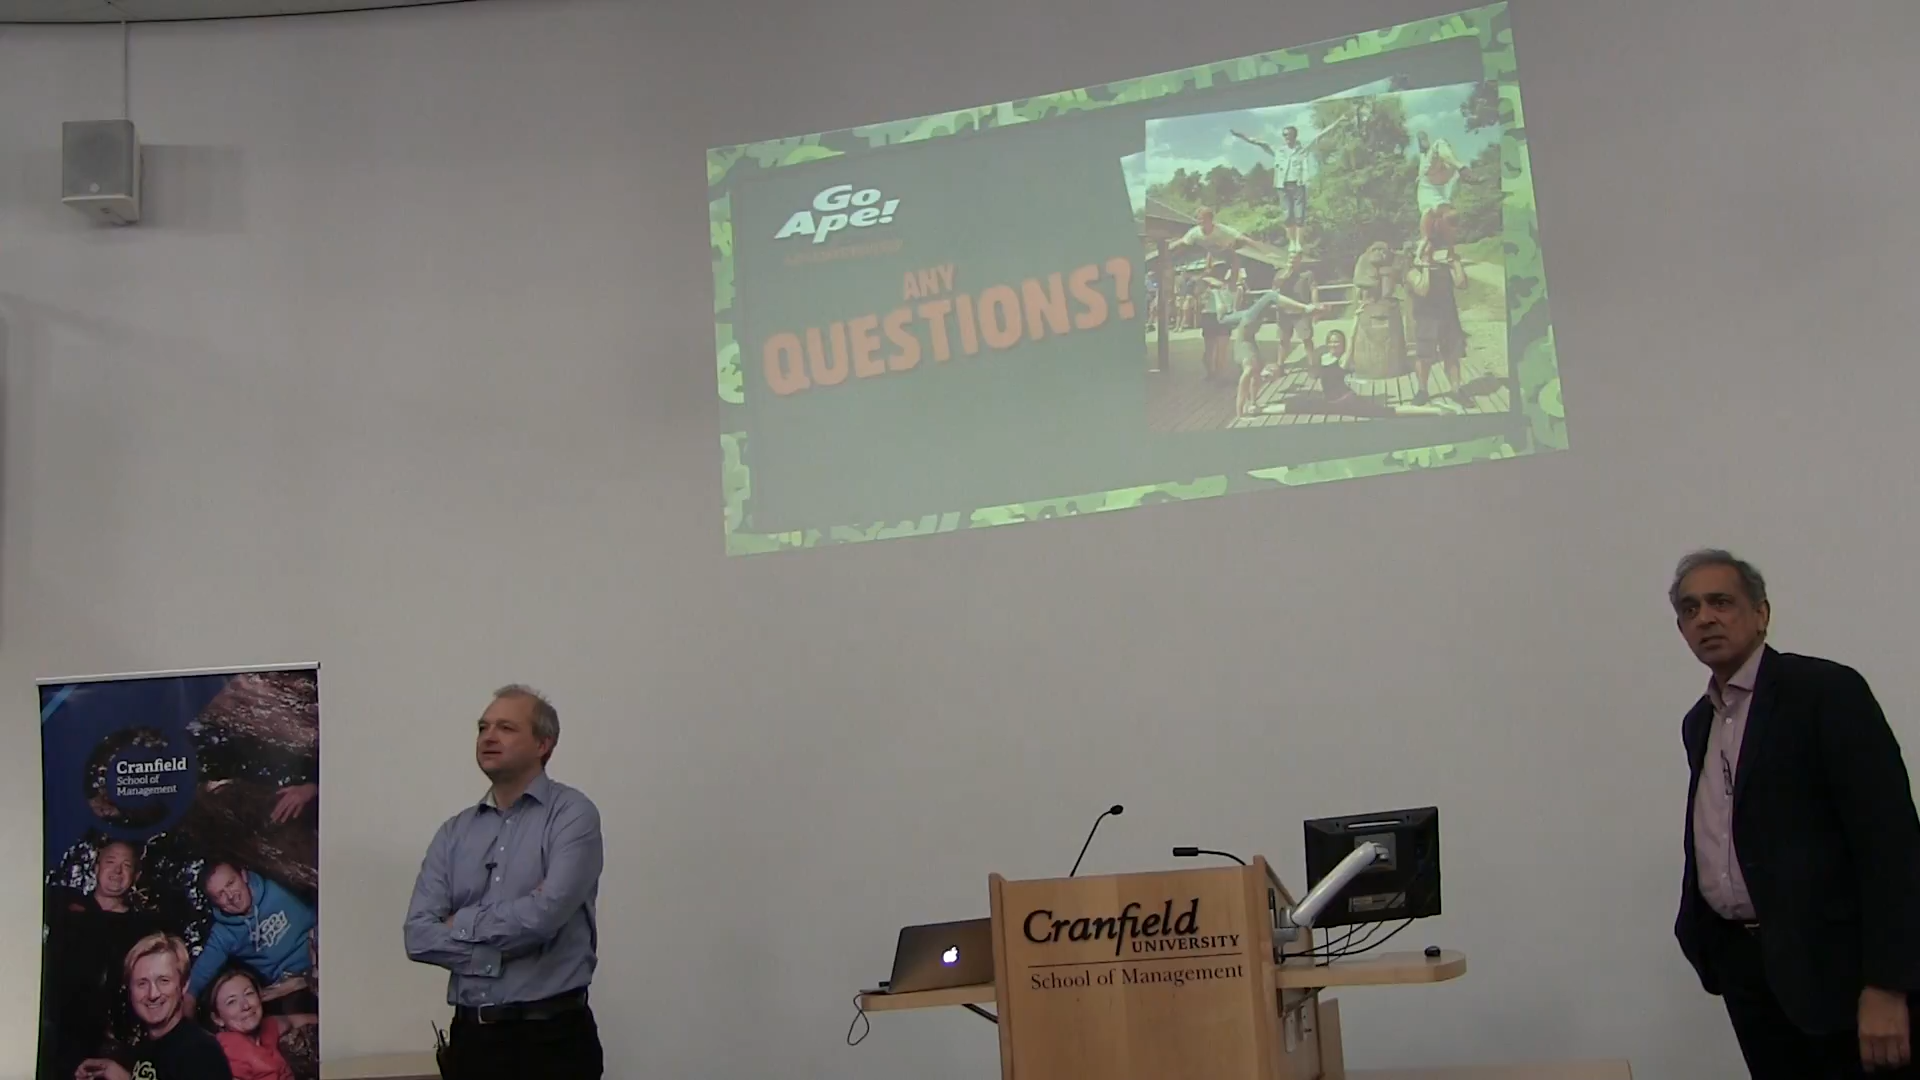 Go
Ape!
ANY
QUESTIONS?
Cranfield
School of
Management
Cranfield
UNIVERSITY
School of Management